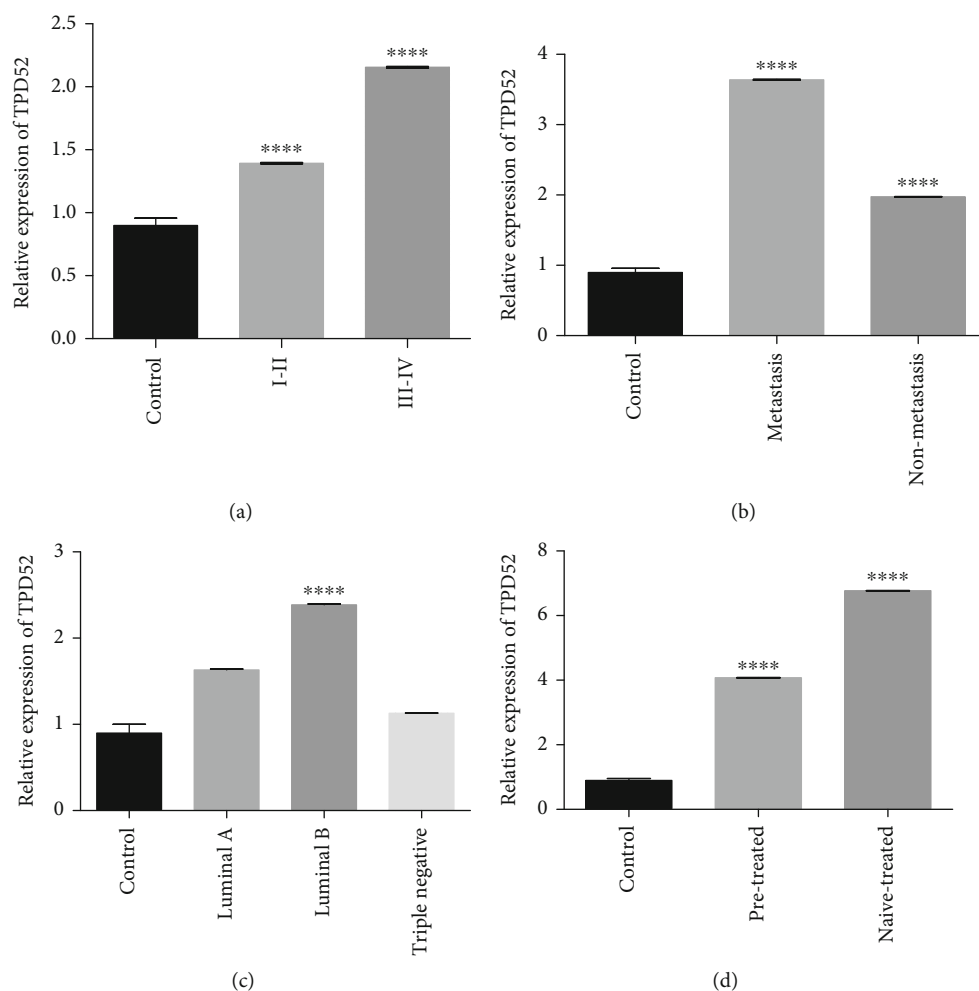 Relative expression of TPD52
2.5
2.0
1.5
1.0
0.5
0.0
****
****
Control
I-II
III-IV
(a)
Relative expression of TPD52
4
3
2
1
0
****
****
Control
Metastasis
Non-metastasis
(b)
Relative expression of TPD52
3
2
1
0
****
Control
Luminal A
Luminal B
Triple negative
(c)
Relative expression of TPD52
8
6
4
2
0
****
****
Control
Pre-treated
Naive-treated
(d)